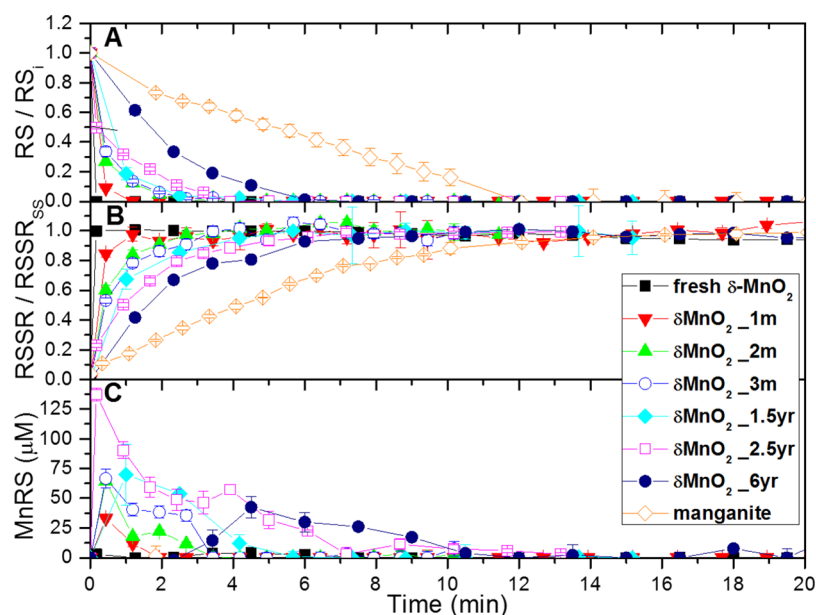 A
RS / RSᵢ
1.2
1.0
0.8
0.6
0.4
0.2
0.0
B
RSSR / RSSR_SS
1.0
0.8
0.6
0.4
0.2
0.0
C
MnRS (μM)
125
100
75
50
25
0
fresh δ-MnO₂
δMnO₂ _1m
δMnO₂ _2m
δMnO₂ _3m
δMnO₂ _1.5yr
δMnO₂ _2.5yr
δMnO₂ _6yr
manganite
0 2 4 6 8 10 12 14 16 18 20
Time (min)